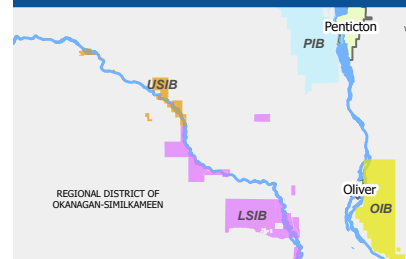 Penticton
PIB
USIB
REGIONAL DISTRICT OF
OKANAGAN-SIMILKAMEEN
Oliver
LSIB
OIB